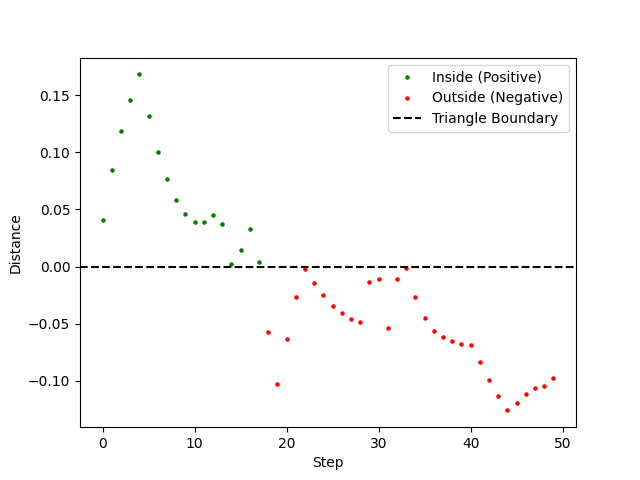 Inside (Positive)
Outside (Negative)
Triangle Boundary
0.15
0.10
0.05
0.00
−0.05
−0.10
Distance
0 10 20 30 40 50
Step